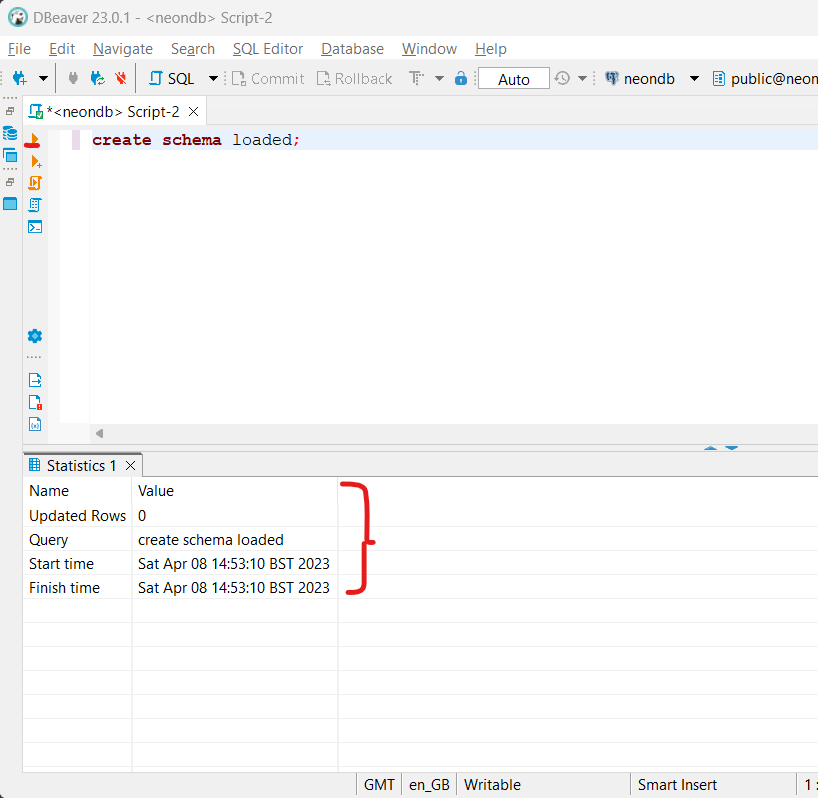 DBeaver 23.0.1 - <neondb> Script-2
File Edit Navigate Search SQL Editor Database Window Help
SQL Commit Rollback Auto neondb public@neon
*<neondb> Script-2
create schema loaded;
Statistics 1
Name Value
Updated Rows 0
Query create schema loaded
Start time Sat Apr 08 14:53:10 BST 2023
Finish time Sat Apr 08 14:53:10 BST 2023
GMT en_GB Writable Smart Insert 1 :